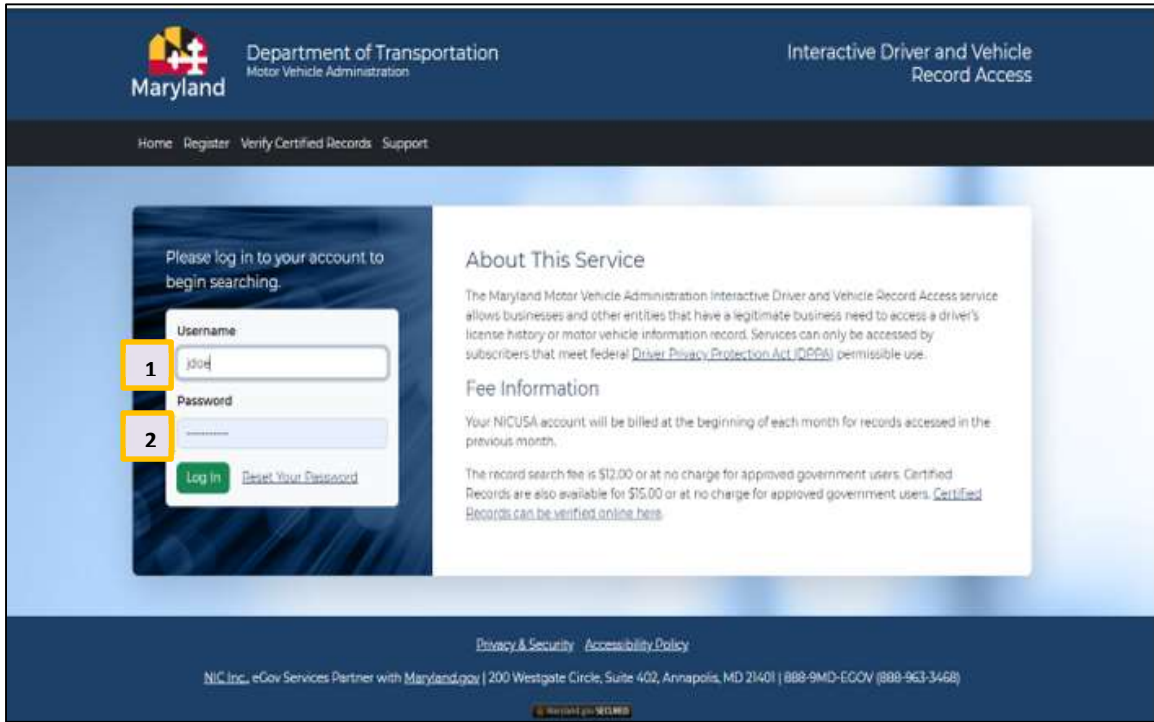 Maryland
Department of Transportation
Motor Vehicle Administration
Interactive Driver and Vehicle
Record Access
Home Register Verify Certified Records Support
Please log in to your account to
begin searching.
Username
1
jdoe
Password
2
Log In Reset Your Password
About This Service
The Maryland Motor Vehicle Administration Interactive Driver and Vehicle Record Access service
allows businesses and other entities that have a legitimate business need to access a driver's
license history or motor vehicle information record. Services can only be accessed by
subscribers that meet federal Driver Privacy Protection Act (DPPA) permissible use.
Fee Information
Your NICUSA account will be billed at the beginning of each month for records accessed in the
previous month.
The record search fee is $12.00 or at no charge for approved government users. Certified
Records are also available for $15.00 or at no charge for approved government users. Certified
Records can be verified online here.
Privacy & Security Accessibility Policy
NIC Inc., eGov Services Partner with Maryland.gov | 200 Westgate Circle, Suite 402, Annapolis, MD 21401 | 888-9MD-EGOV (888-963-3468)
Maryland.gov SECURED